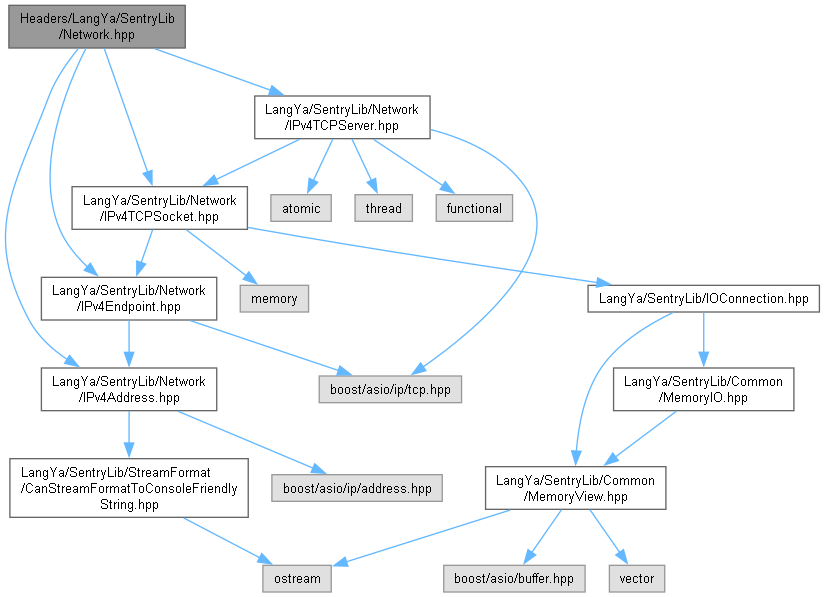 Headers/LangYa/SentryLib
/Network.hpp
LangYa/SentryLib/Network
/IPv4TCPServer.hpp
LangYa/SentryLib/Network
/IPv4TCPSocket.hpp
atomic
thread
functional
LangYa/SentryLib/Network
/IPv4Endpoint.hpp
memory
LangYa/SentryLib/IOConnection.hpp
LangYa/SentryLib/Network
/IPv4Address.hpp
boost/asio/ip/tcp.hpp
LangYa/SentryLib/Common
/MemoryIO.hpp
LangYa/SentryLib/StreamFormat
/CanStreamFormatToConsoleFriendly
String.hpp
boost/asio/ip/address.hpp
LangYa/SentryLib/Common
/MemoryView.hpp
ostream
boost/asio/buffer.hpp
vector